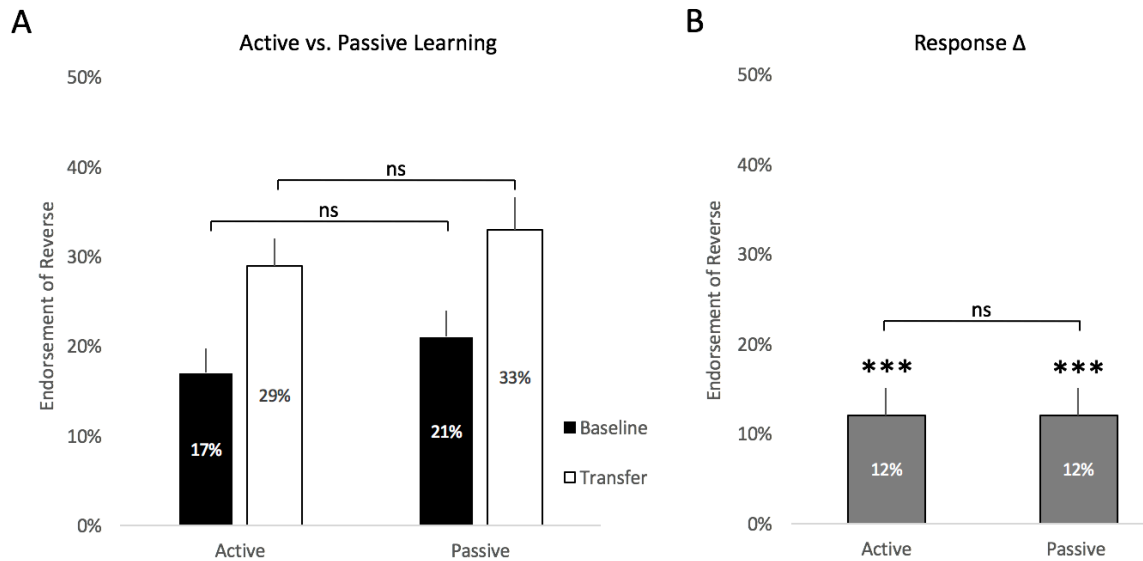 A
Active vs. Passive Learning
50%
40%
30%
20%
10%
0%
Endorsement of Reverse
ns
ns
17%
29%
21%
33%
Baseline
Transfer
Active
Passive
B
Response Δ
50%
40%
30%
20%
10%
0%
Endorsement of Reverse
ns
***
***
12%
12%
Active
Passive